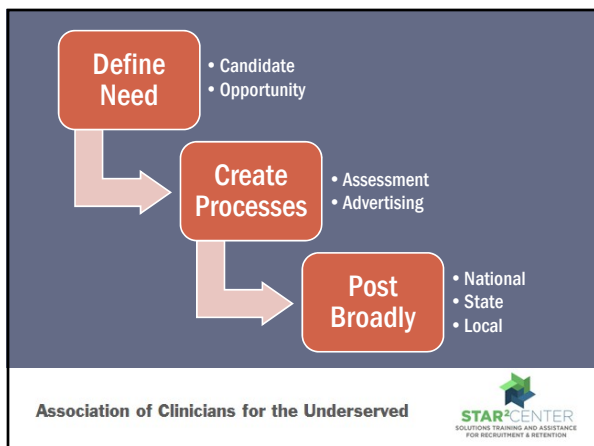 Define
Need
• Candidate
• Opportunity
Create
Processes
• Assessment
• Advertising
Post
Broadly
• National
• State
• Local
Association of Clinicians for the Underserved
STAR²CENTER
SOLUTIONS TRAINING AND ASSISTANCE
FOR RECRUITMENT & RETENTION